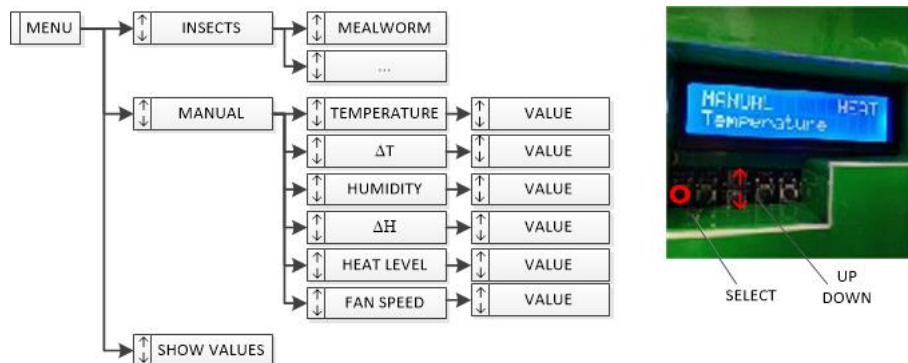 MENU
INSECTS
MEALWORM
...
MANUAL
TEMPERATURE
VALUE
ΔT
VALUE
HUMIDITY
VALUE
ΔH
VALUE
HEAT LEVEL
VALUE
FAN SPEED
VALUE
SHOW VALUES
MANUAL HEAT
Temperature
SELECT
UP
DOWN